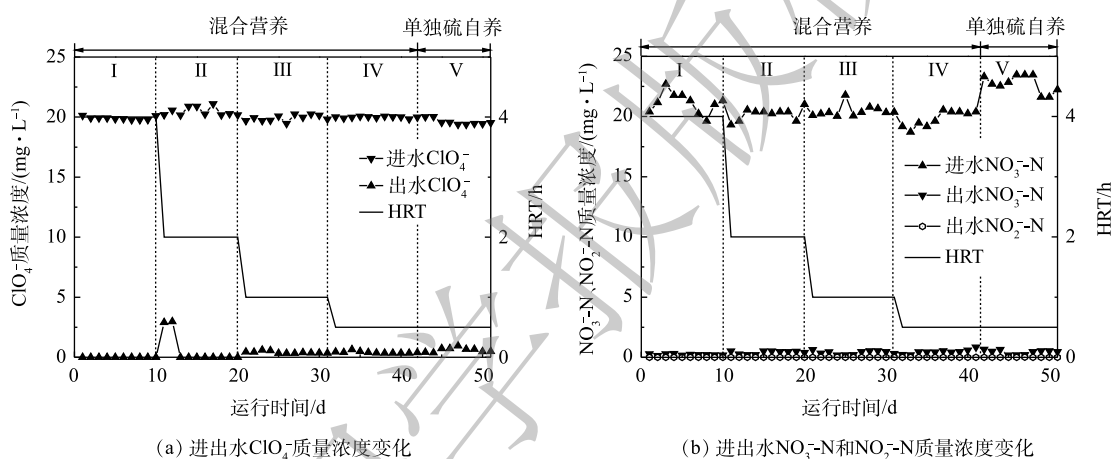 混合营养 单独硫自养
I II III IV V
25
20
15
10
5
0
ClO₄⁻质量浓度/(mg·L⁻¹)
进水ClO₄⁻
出水ClO₄⁻
HRT
4
2
0
HRT/h
0 10 20 30 40 50
运行时间/d
(a) 进出水ClO₄⁻质量浓度变化
混合营养 单独硫自养
I II III IV V
25
20
15
10
5
0
NO₃⁻-N、NO₂⁻-N质量浓度/(mg·L⁻¹)
进水NO₃⁻-N
出水NO₃⁻-N
出水NO₂⁻-N
HRT
4
2
0
HRT/h
0 10 20 30 40 50
运行时间/d
(b) 进出水NO₃⁻-N和NO₂⁻-N质量浓度变化
学报版